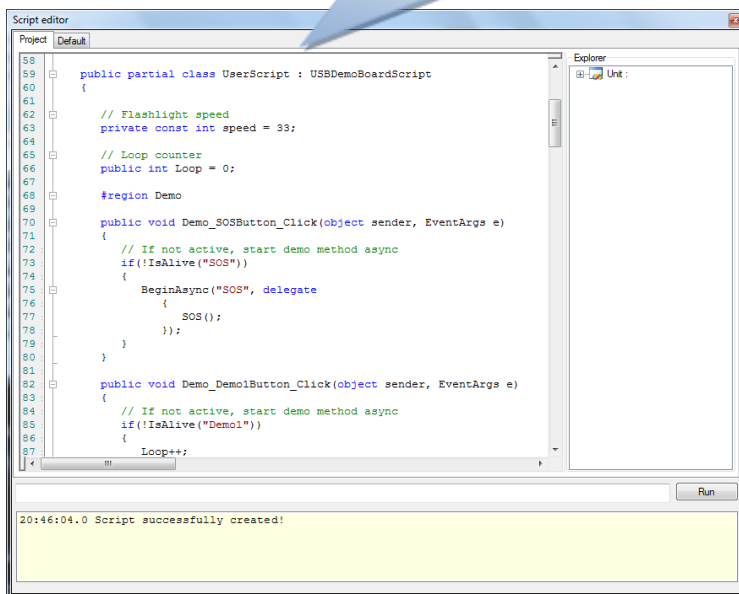 Script editor
Project Default
58
59 public partial class UserScript : USBDemoBoardScript
60 {
61
62 // Flashlight speed
63 private const int speed = 33;
64
65 // Loop counter
66 public int Loop = 0;
67
68 #region Demo
69
70 public void Demo_SOSButton_Click(object sender, EventArgs e)
71 {
72 // If not active, start demo method async
73 if(!IsAlive("SOS"))
74 {
75 BeginAsync("SOS", delegate
76 {
77 SOS();
78 });
79 }
80 }
81
82 public void Demo_Demo1Button_Click(object sender, EventArgs e)
83 {
84 // If not active, start demo method async
85 if(!IsAlive("Demo1"))
86 {
87 Loop++;
Explorer
Unit :
Run
20:46:04.0 Script successfully created!